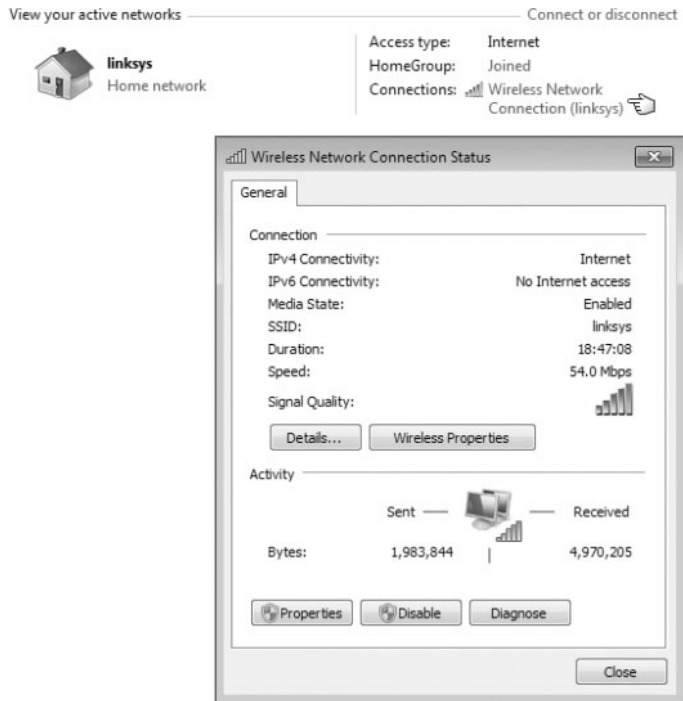 View your active networks
Connect or disconnect
linksys
Home network
Access type: Internet
HomeGroup: Joined
Connections: Wireless Network
Connection (linksys)
Wireless Network Connection Status
General
Connection
IPv4 Connectivity: Internet
IPv6 Connectivity: No Internet access
Media State: Enabled
SSID: linksys
Duration: 18:47:08
Speed: 54.0 Mbps
Signal Quality:
Details... Wireless Properties
Activity
Sent Received
Bytes: 1,983,844 4,970,205
Properties Disable Diagnose
Close